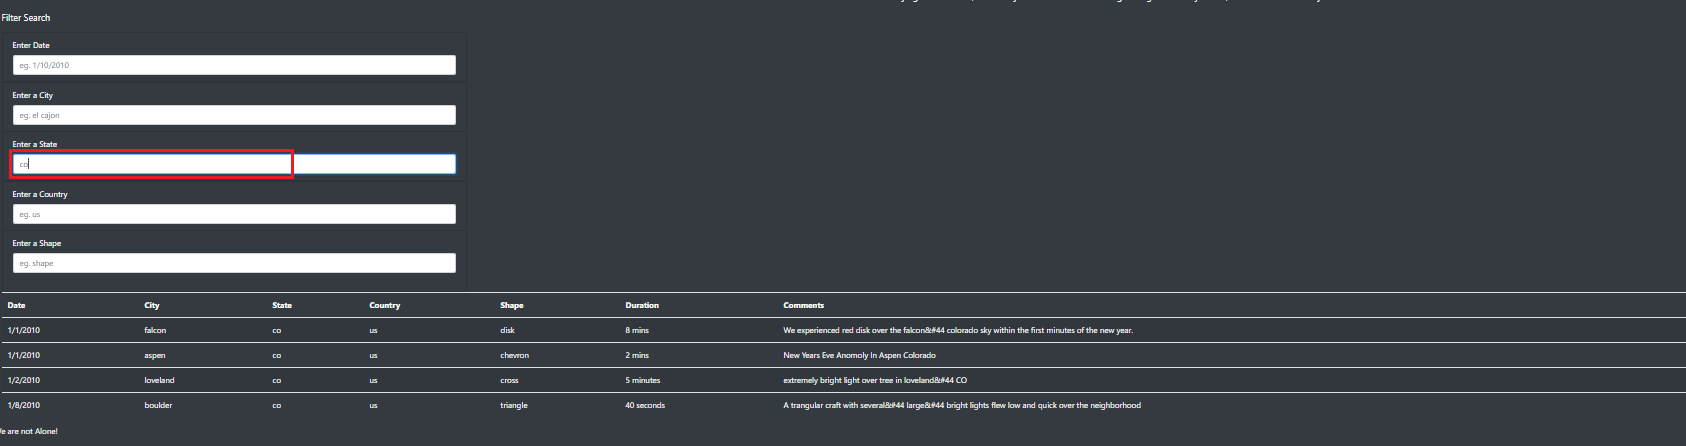 Filter Search
Enter Date
eg. 1/10/2010
Enter a City
eg. el cajon
Enter a State
co
Enter a Country
eg. us
Enter a Shape
eg. shape
Date City State Country Shape Duration Comments
1/1/2010 falcon co us disk 8 mins We experienced red disk over the falcon&#44 colorado sky within the first minutes of the new year.
1/1/2010 aspen co us chevron 2 mins New Years Eve Anomoly In Aspen Colorado
1/2/2010 loveland co us cross 5 minutes extremely bright light over tree in loveland&#44 CO
1/8/2010 boulder co us triangle 40 seconds A trangular craft with several&#44 large&#44 bright lights flew low and quick over the neighborhood
are not Alone!